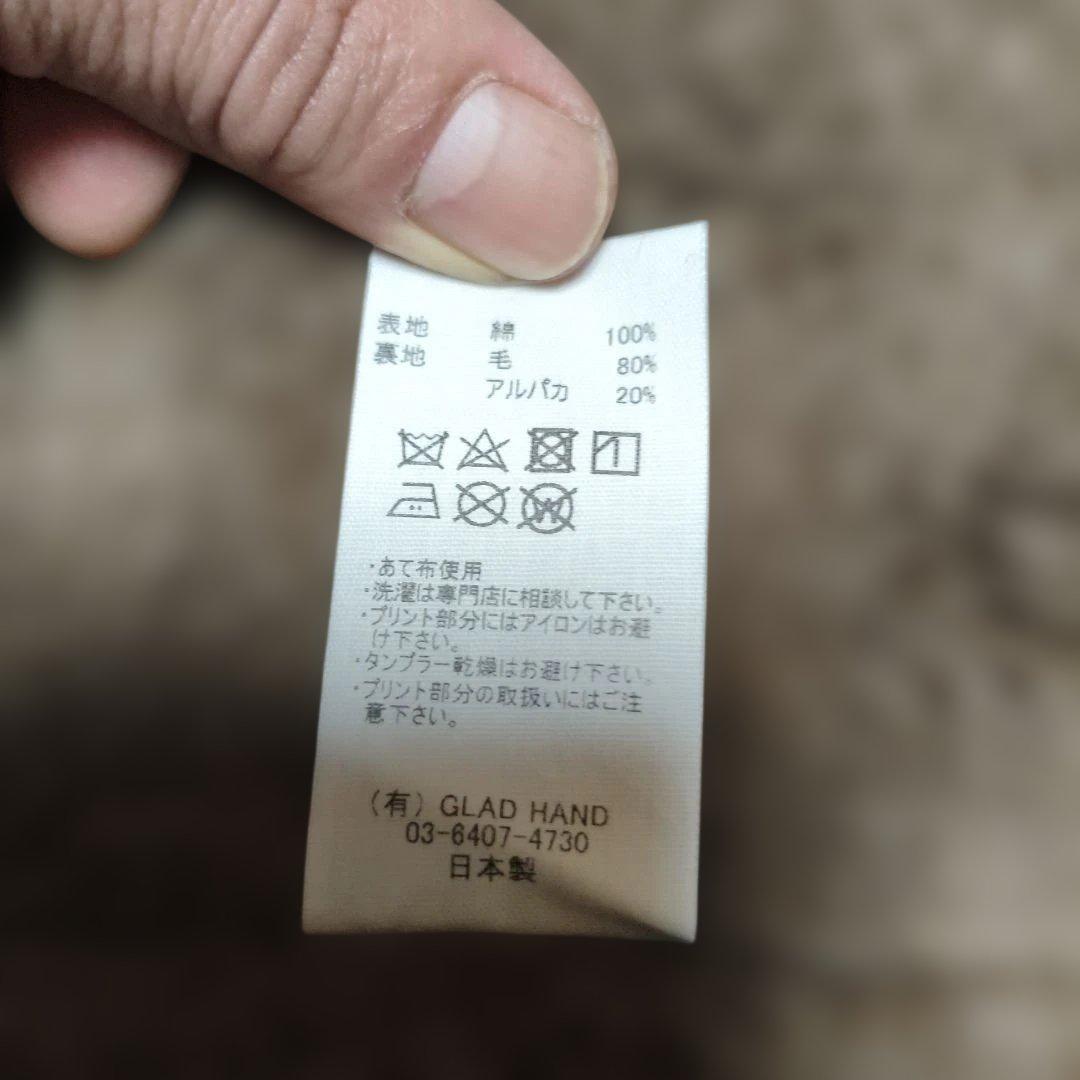 表地 綿 100%
裏地 毛 80%
アルパカ 20%
・あて布使用
・洗濯は専門店に相談して下さい。
・プリント部分にはアイロンはお避
け下さい。
・タンブラー乾燥はお避け下さい。
・プリント部分の取扱いにはご注
意下さい。
(有) GLAD HAND
03-6407-4730
日本製